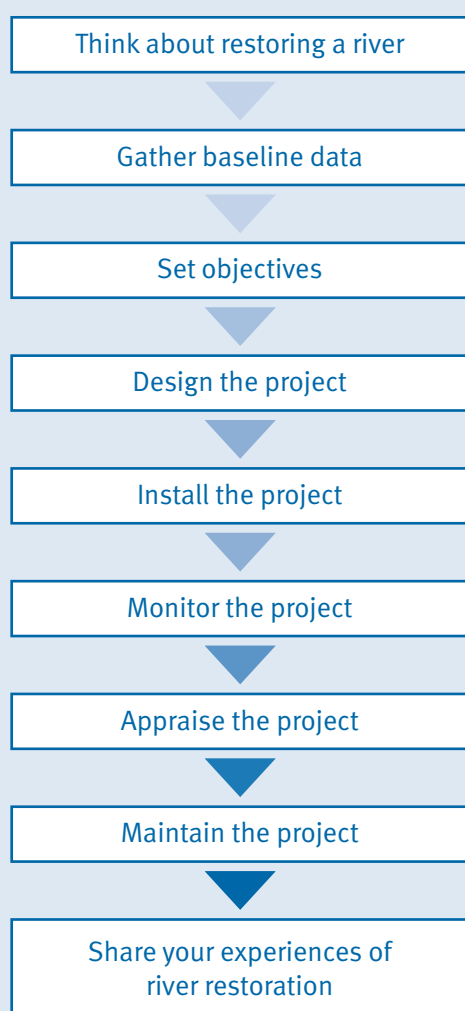 Think about restoring a river
Gather baseline data
Set objectives
Design the project
Install the project
Monitor the project
Appraise the project
Maintain the project
Share your experiences of
river restoration